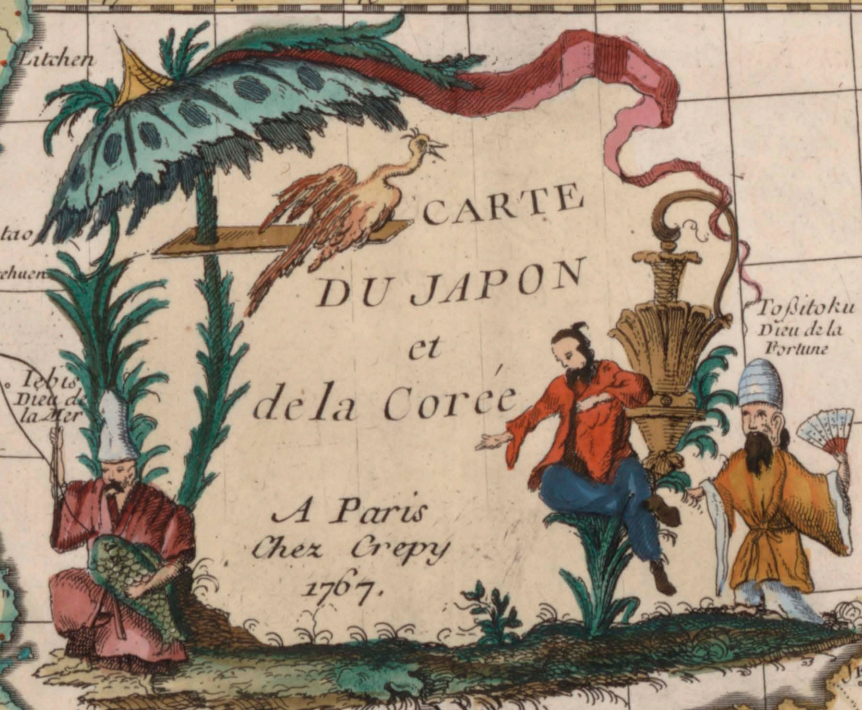 Litchen
tao
ehuen
CARTE
DU JAPON
et
de la Corée
A Paris
Chez Crepy
1767.
Toßitoku
Dieu de la
Fortune
Iebis
Dieu de
la Mer